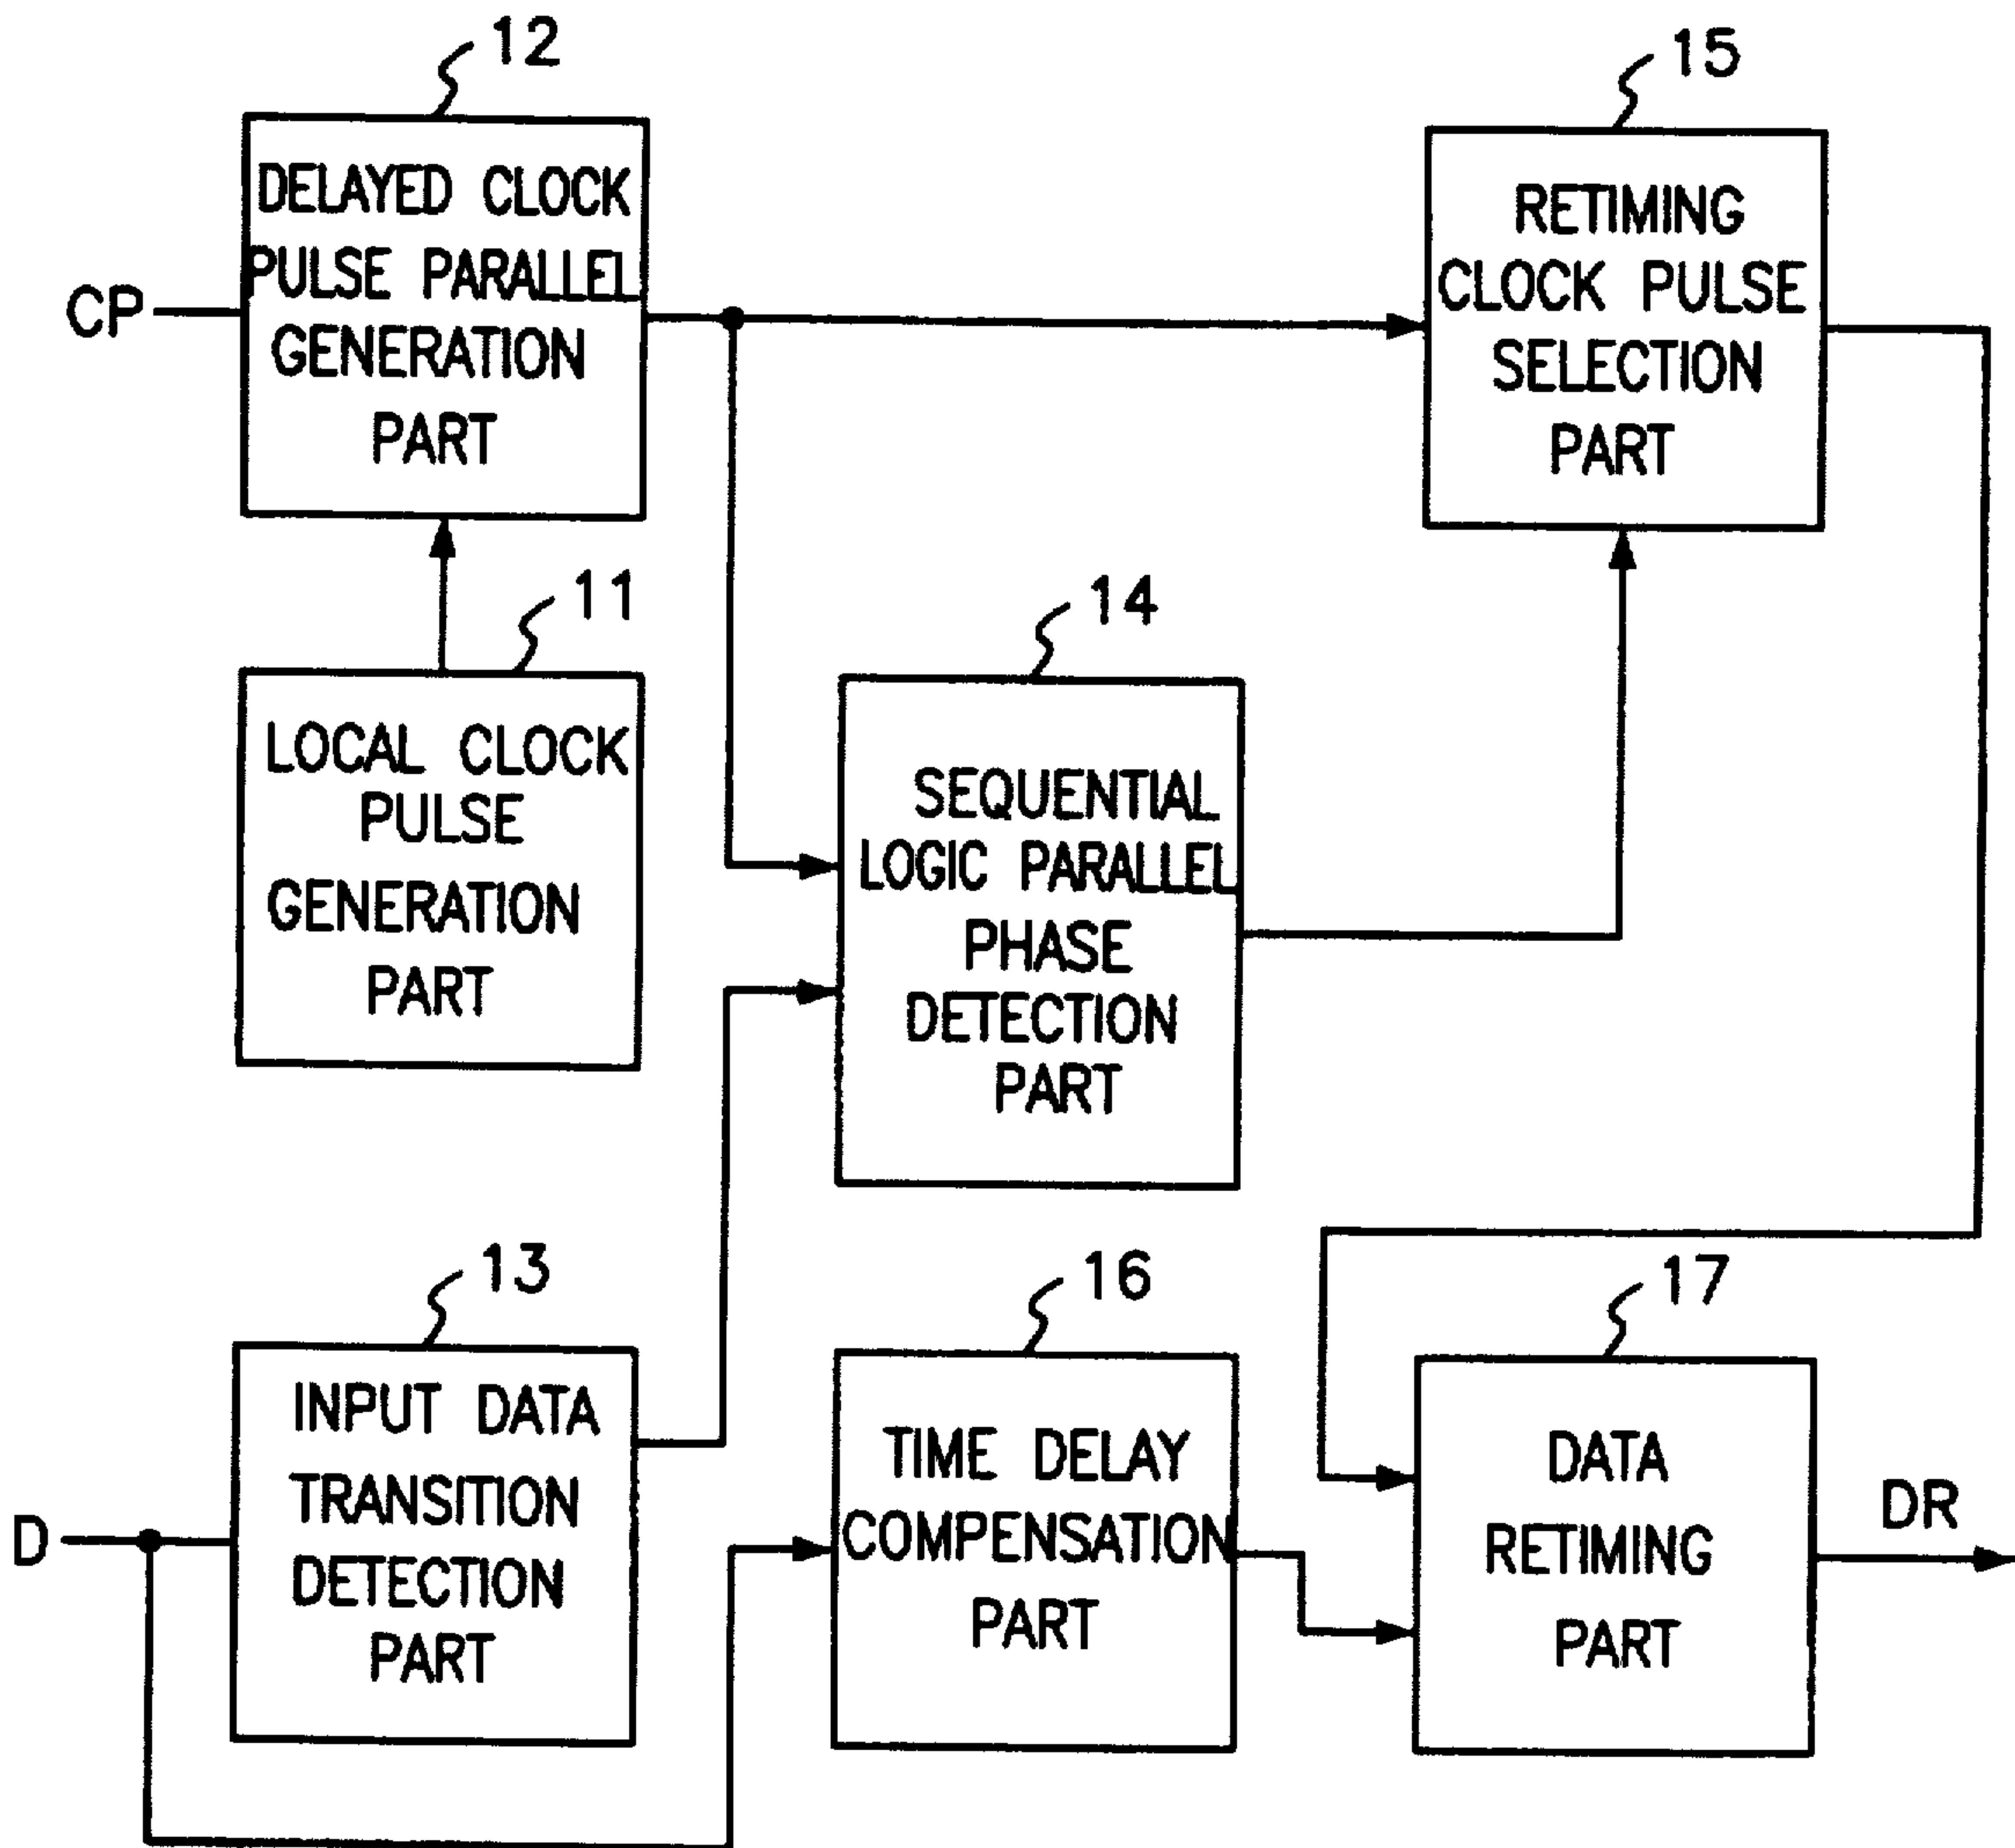 12
DELAYED CLOCK
PULSE PARALLEL
GENERATION
PART
CP
15
RETIMING
CLOCK PULSE
SELECTION
PART
11
LOCAL CLOCK
PULSE
GENERATION
PART
14
SEQUENTIAL
LOGIC PARALLEL
PHASE
DETECTION
PART
13
INPUT DATA
TRANSITION
DETECTION
PART
D
16
TIME DELAY
COMPENSATION
PART
17
DATA
RETIMING
PART
DR